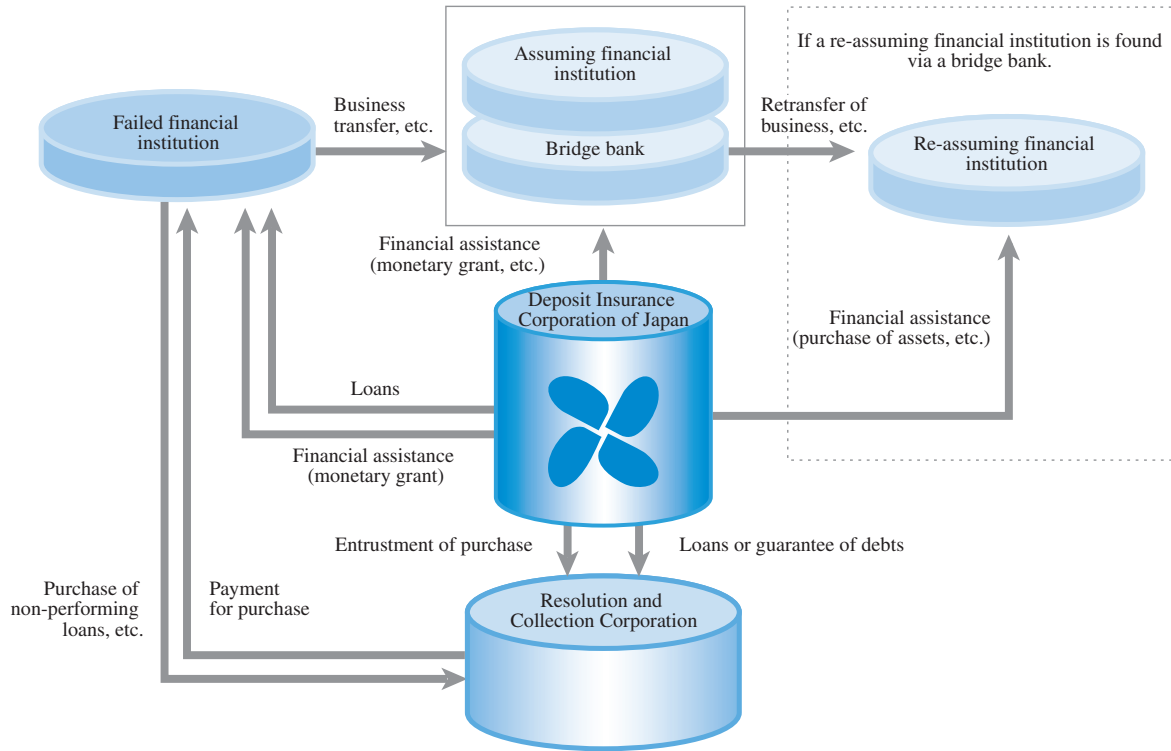 Assuming financial
institution
Bridge bank
If a re-assuming financial institution is found
via a bridge bank.
Failed financial
institution
Business
transfer, etc.
Retransfer of
business, etc.
Re-assuming financial
institution
Financial assistance
(monetary grant, etc.)
Deposit Insurance
Corporation of Japan
Financial assistance
(purchase of assets, etc.)
Loans
Financial assistance
(monetary grant)
Entrustment of purchase
Loans or guarantee of debts
Purchase of
non-performing
loans, etc.
Payment
for purchase
Resolution and
Collection Corporation